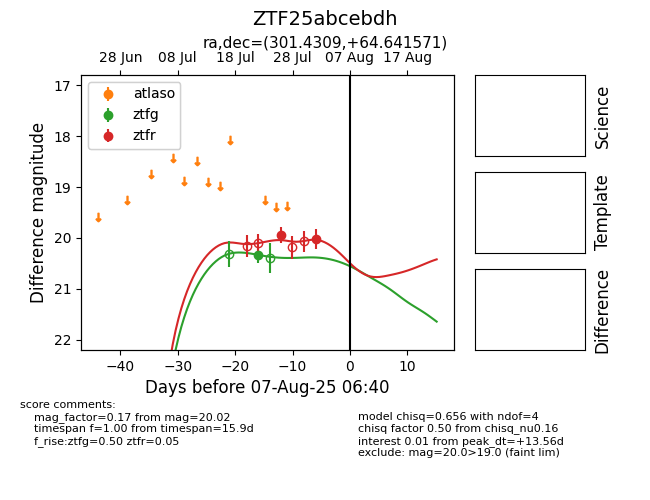 ZTF25abcebdh
ra,dec=(301.4309,+64.641571)
28 Jun 08 Jul 18 Jul 28 Jul 07 Aug 17 Aug
17
18
19
20
21
22
Difference magnitude
atlaso
ztfg
ztfr
−40 −30 −20 −10 0 10
Days before 07-Aug-25 06:40
Science
Template
Difference
score comments:
mag_factor=0.17 from mag=20.02
timespan f=1.00 from timespan=15.9d
f_rise:ztfg=0.50 ztfr=0.05
model chisq=0.656 with ndof=4
chisq factor 0.50 from chisq_nu0.16
interest 0.01 from peak_dt=+13.56d
exclude: mag=20.0>19.0 (faint lim)